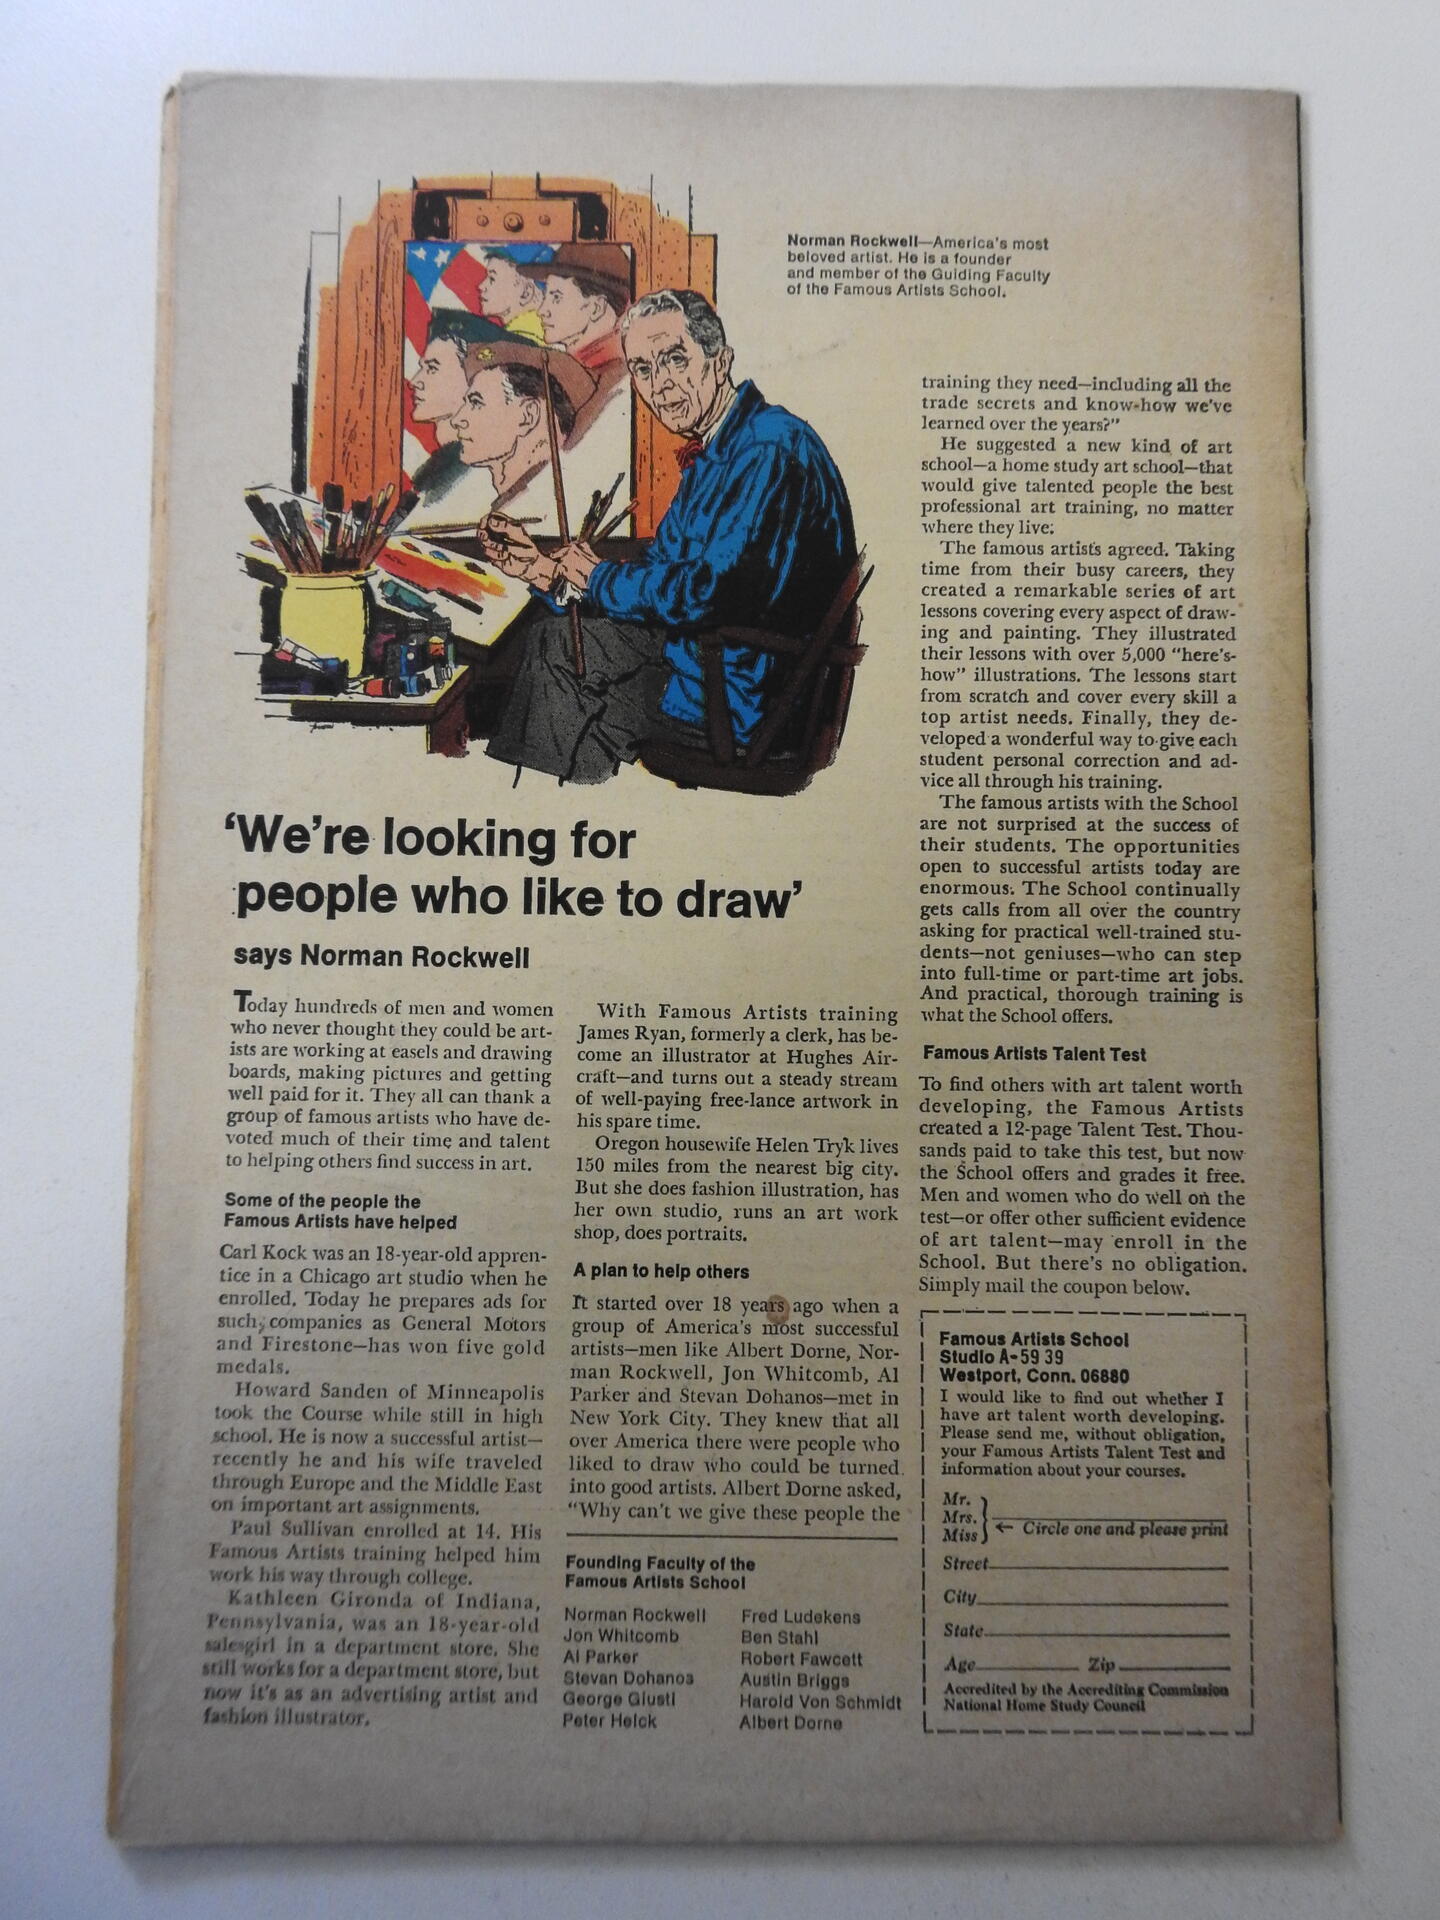 Norman Rockwell—America's most
beloved artist. He is a founder
and member of the Guiding Faculty
of the Famous Artists School.
'We're looking for
people who like to draw'
says Norman Rockwell
Today hundreds of men and women
who never thought they could be art-
ists are working at easels and drawing
boards, making pictures and getting
well paid for it. They all can thank a
group of famous artists who have de-
voted much of their time and talent
to helping others find success in art.
Some of the people the
Famous Artists have helped
Carl Kock was an 18-year-old appren-
tice in a Chicago art studio when he
enrolled. Today he prepares ads for
such companies as General Motors
and Firestone—has won five gold
medals.
Howard Sanden of Minneapolis
took the Course while still in high
school. He is now a successful artist—
recently he and his wife traveled
through Europe and the Middle East
on important art assignments.
Paul Sullivan enrolled at 14. His
Famous Artists training helped him
work his way through college.
Kathleen Gironda of Indiana,
Pennsylvania, was an 18-year-old
salesgirl in a department store. She
still works for a department store, but
now it's as an advertising artist and
fashion illustrator.
With Famous Artists training
James Ryan, formerly a clerk, has be-
come an illustrator at Hughes Air-
craft—and turns out a steady stream
of well-paying free-lance artwork in
his spare time.
Oregon housewife Helen Tryk lives
150 miles from the nearest big city.
But she does fashion illustration, has
her own studio, runs an art work
shop, does portraits.
A plan to help others
It started over 18 years ago when a
group of America's most successful
artists—men like Albert Dorne, Nor-
man Rockwell, Jon Whitcomb, Al
Parker and Stevan Dohanos—met in
New York City. They knew that all
over America there were people who
liked to draw who could be turned
into good artists. Albert Dorne asked,
"Why can't we give these people the
training they need—including all the
trade secrets and know-how we've
learned over the years?"
He suggested a new kind of art
school—a home study art school—that
would give talented people the best
professional art training, no matter
where they live.
The famous artists agreed. Taking
time from their busy careers, they
created a remarkable series of art
lessons covering every aspect of draw-
ing and painting. They illustrated
their lessons with over 5,000 "here's-
how" illustrations. The lessons start
from scratch and cover every skill a
top artist needs. Finally, they de-
veloped a wonderful way to give each
student personal correction and ad-
vice all through his training.
The famous artists with the School
are not surprised at the success of
their students. The opportunities
open to successful artists today are
enormous. The School continually
gets calls from all over the country
asking for practical well-trained stu-
dents—not geniuses—who can step
into full-time or part-time art jobs.
And practical, thorough training is
what the School offers.
Famous Artists Talent Test
To find others with art talent worth
developing, the Famous Artists
created a 12-page Talent Test. Thou-
sands paid to take this test, but now
the School offers and grades it free.
Men and women who do well on the
test—or offer other sufficient evidence
of art talent—may enroll in the
School. But there's no obligation.
Simply mail the coupon below.
Founding Faculty of the
Famous Artists School
Norman Rockwell
Jon Whitcomb
Al Parker
Stevan Dohanos
George Giusti
Peter Helck
Fred Ludekens
Ben Stahl
Robert Fawcett
Austin Briggs
Harold Von Schmidt
Albert Dorne
Famous Artists School
Studio A-59 39
Westport, Conn. 06880
I would like to find out whether I
have art talent worth developing.
Please send me, without obligation,
your Famous Artists Talent Test and
information about your courses.
Mr.
Mrs.
Miss
← Circle one and please print
Street
City
State
Age Zip
Accredited by the Accrediting Commission
National Home Study Council